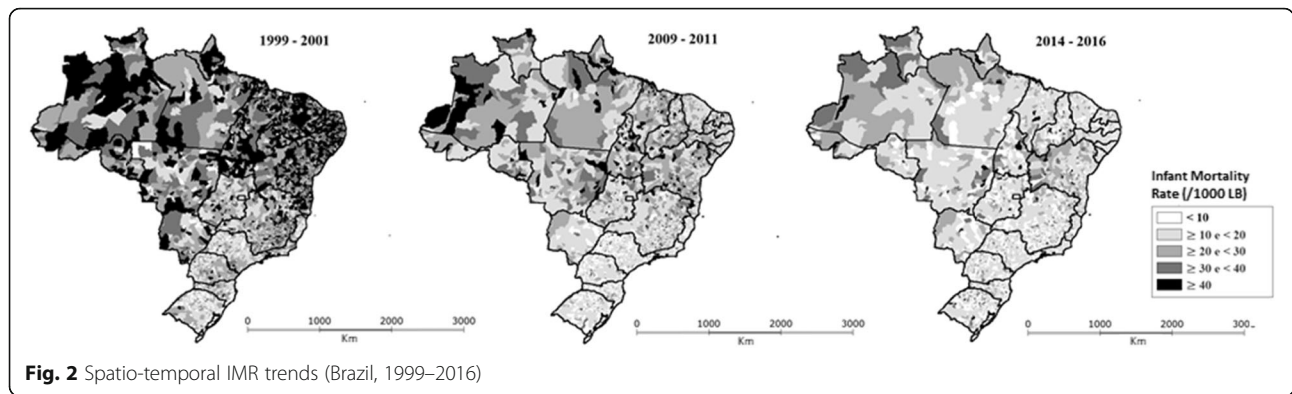 1999 - 2001
2009 - 2011
2014 - 2016
Infant Mortality
Rate (/1000 LB)
< 10
≥ 10 e < 20
≥ 20 e < 30
≥ 30 e < 40
≥ 40
0 1000 2000 3000
Km
0 1000 2000 3000
Km
0 1000 2000 300
Km
Fig. 2 Spatio-temporal IMR trends (Brazil, 1999–2016)